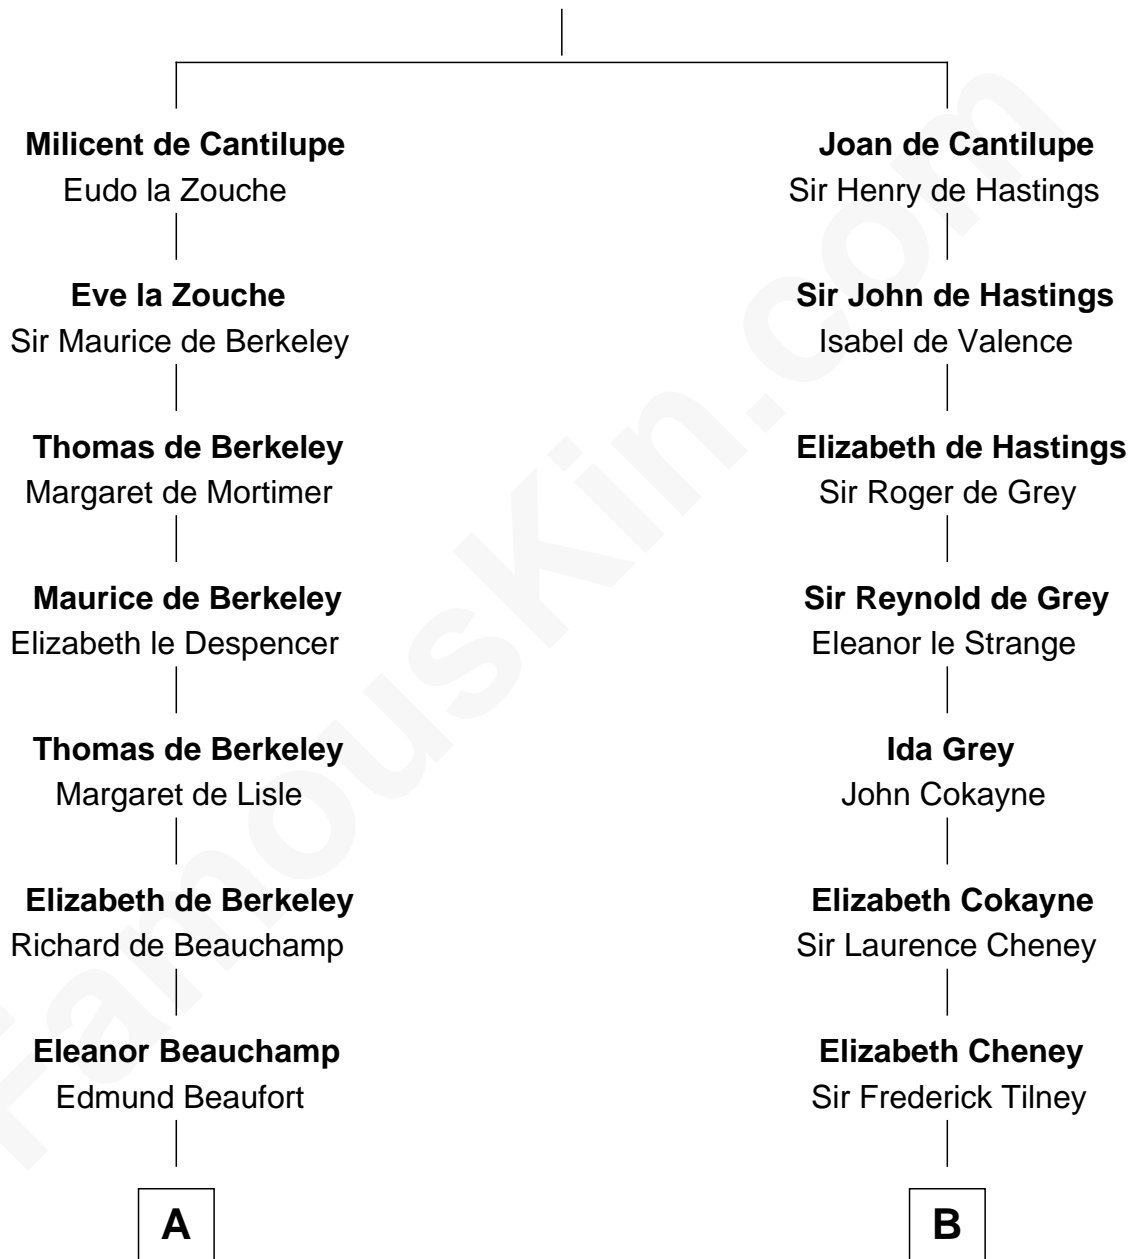 Milicent de Cantilupe
Eudo la Zouche
Eve la Zouche
Sir Maurice de Berkeley
Thomas de Berkeley
Margaret de Mortimer
Maurice de Berkeley
Elizabeth le Despencer
Thomas de Berkeley
Margaret de Lisle
Elizabeth de Berkeley
Richard de Beauchamp
Eleanor Beauchamp
Edmund Beaufort
A
Joan de Cantilupe
Sir Henry de Hastings
Sir John de Hastings
Isabel de Valence
Elizabeth de Hastings
Sir Roger de Grey
Sir Reynold de Grey
Eleanor le Strange
Ida Grey
John Cokayne
Elizabeth Cokayne
Sir Laurence Cheney
Elizabeth Cheney
Sir Frederick Tilney
B
FamousKin.com